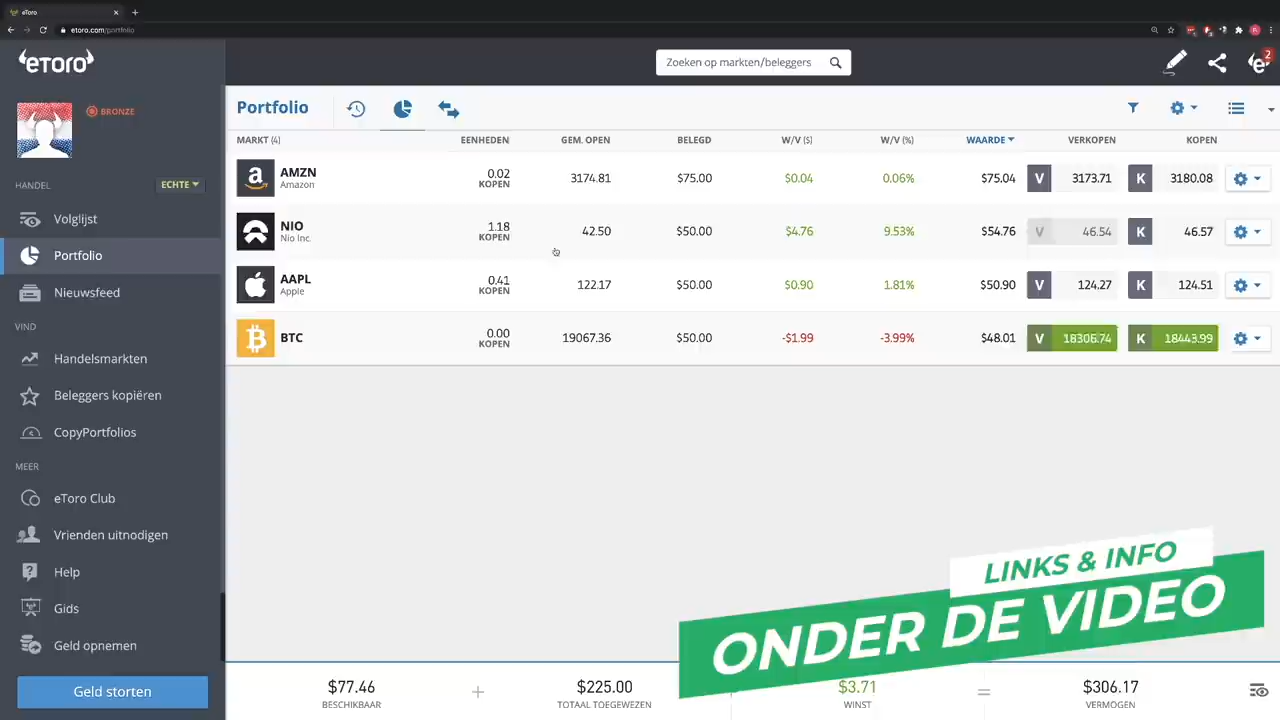 eToro
etoro.com/portfolio
eToro
Zoeken op markten/beleggers
2
BRONZE
Portfolio
HANDEL
ECHTE
Volglijst
Portfolio
Nieuwsfeed
VIND
Handelsmarkten
Beleggers kopiëren
CopyPortfolios
MEER
eToro Club
Vrienden uitnodigen
Help
Gids
Geld opnemen
Geld storten
MARKT (4) EENHEDEN GEM. OPEN BELEGD W/V ($) W/V (%) WAARDE VERKOPEN KOPEN
AMZN 0.02 3174.81 $75.00 $0.04 0.06% $75.04 V 3173.71 K 3180.08
Amazon KOPEN
NIO 1.18 42.50 $50.00 $4.76 9.53% $54.76 V 46.54 K 46.57
Nio Inc. KOPEN
AAPL 0.41 122.17 $50.00 $0.90 1.81% $50.90 V 124.27 K 124.51
Apple KOPEN
BTC 0.00 19067.36 $50.00 -$1.99 -3.99% $48.01 V 18306.74 K 18443.99
KOPEN
LINKS & INFO
ONDER DE VIDEO
$77.46 + $225.00 $3.71 = $306.17
BESCHIKBAAR TOTAAL TOEGEWEZEN WINST VERMOGEN